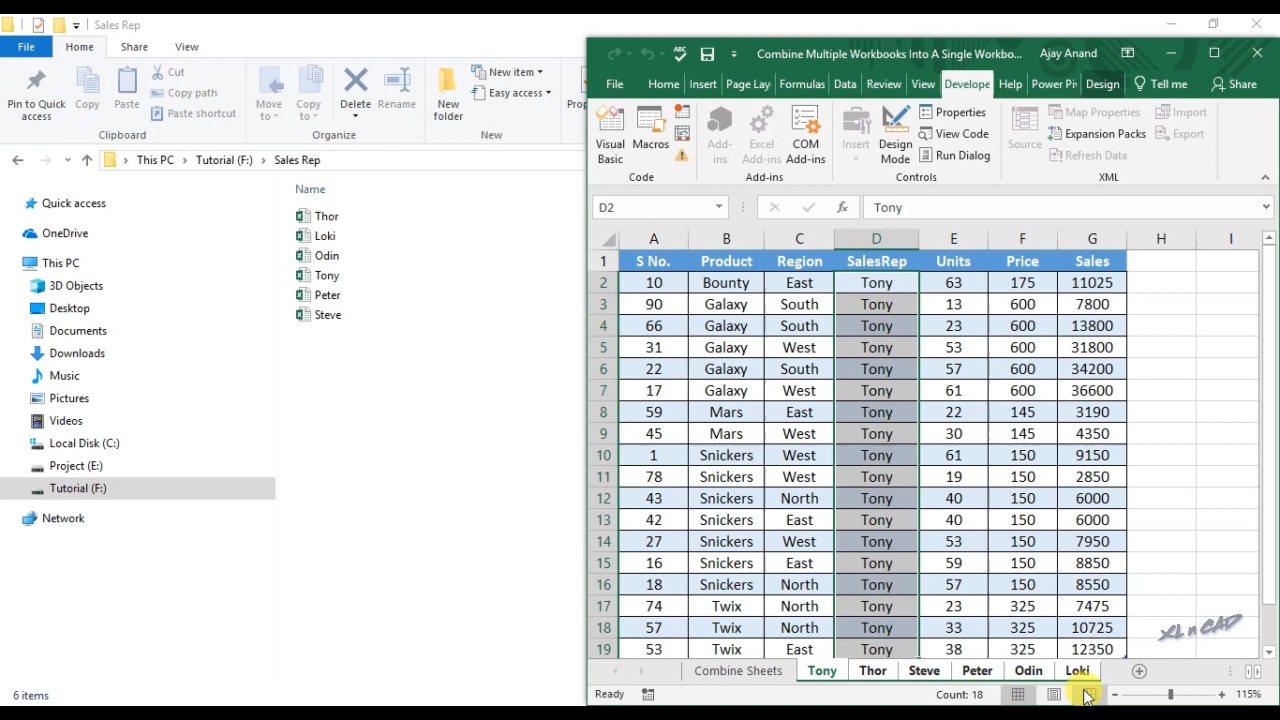 Sales Rep
File Home Share View
Pin to Quick access
Copy
Paste
Cut
Copy path
Paste shortcut
Clipboard
Move to
Copy to
Delete
Rename
Organize
New folder
New item
Easy access
New
This PC Tutorial (F:) Sales Rep
Quick access
OneDrive
This PC
3D Objects
Desktop
Documents
Downloads
Music
Pictures
Videos
Local Disk (C:)
Project (E:)
Tutorial (F:)
Network
Name
Thor
Loki
Odin
Tony
Peter
Steve
6 items
Combine Multiple Workbooks Into A Single Workbo... Ajay Anand
File Home Insert Page Lay Formulas Data Review View Develope Help Power Piv Design Tell me Share
Visual Basic
Macros
Code
Add-ins
Excel Add-ins
COM Add-ins
Add-ins
Insert
Design Mode
Properties
View Code
Run Dialog
Controls
Source
Map Properties
Expansion Packs
Refresh Data
Import
Export
XML
D2 fx Tony
A B C D E F G H I
1 S No. Product Region SalesRep Units Price Sales
2 10 Bounty East Tony 63 175 11025
3 90 Galaxy South Tony 13 600 7800
4 66 Galaxy South Tony 23 600 13800
5 31 Galaxy West Tony 53 600 31800
6 22 Galaxy South Tony 57 600 34200
7 17 Galaxy West Tony 61 600 36600
8 59 Mars East Tony 22 145 3190
9 45 Mars West Tony 30 145 4350
10 1 Snickers West Tony 61 150 9150
11 78 Snickers West Tony 19 150 2850
12 43 Snickers North Tony 40 150 6000
13 42 Snickers East Tony 40 150 6000
14 27 Snickers West Tony 53 150 7950
15 16 Snickers East Tony 59 150 8850
16 18 Snickers North Tony 57 150 8550
17 74 Twix North Tony 23 325 7475
18 57 Twix North Tony 33 325 10725
19 53 Twix East Tony 38 325 12350
XL n CAD
Combine Sheets Tony Thor Steve Peter Odin Loki
Ready Count: 18 115%